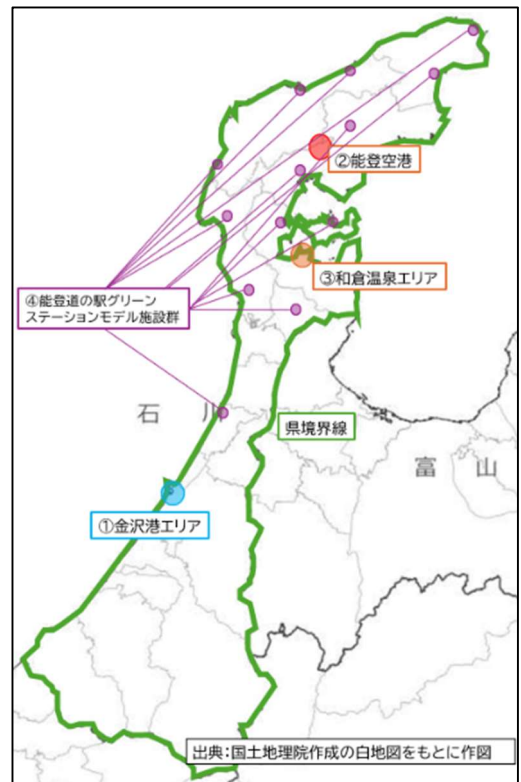 ②能登空港
③和倉温泉エリア
④能登道の駅グリーン
ステーションモデル施設群
石川
県境界線
富山
①金沢港エリア
出典：国土地理院作成の白地図をもとに作図